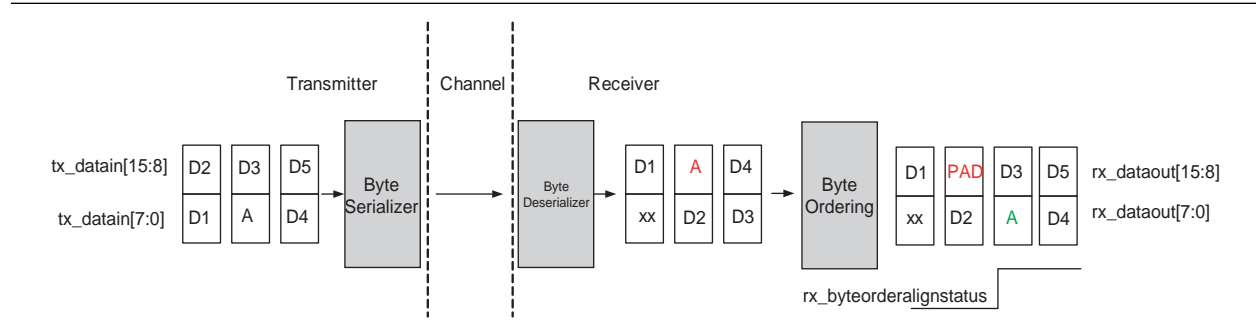 Transmitter Channel Receiver
tx_datain[15:8] D2 D3 D5
tx_datain[7:0] D1 A D4
Byte
Serializer
Byte
Deserializer
D1 A D4
xx D2 D3
Byte
Ordering
D1 PAD D3 D5 rx_dataout[15:8]
xx D2 A D4 rx_dataout[7:0]
rx_byteorderalignstatus